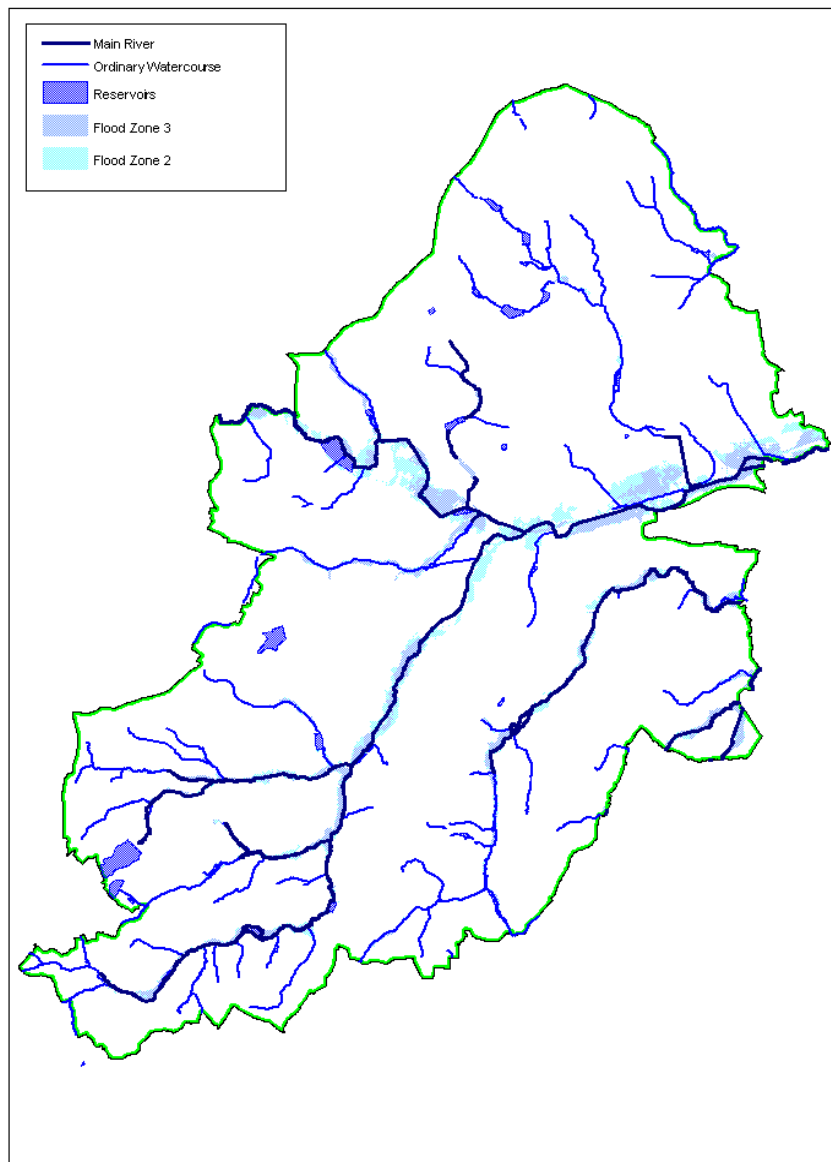 Main River
Ordinary Watercourse
Reservoirs
Flood Zone 3
Flood Zone 2